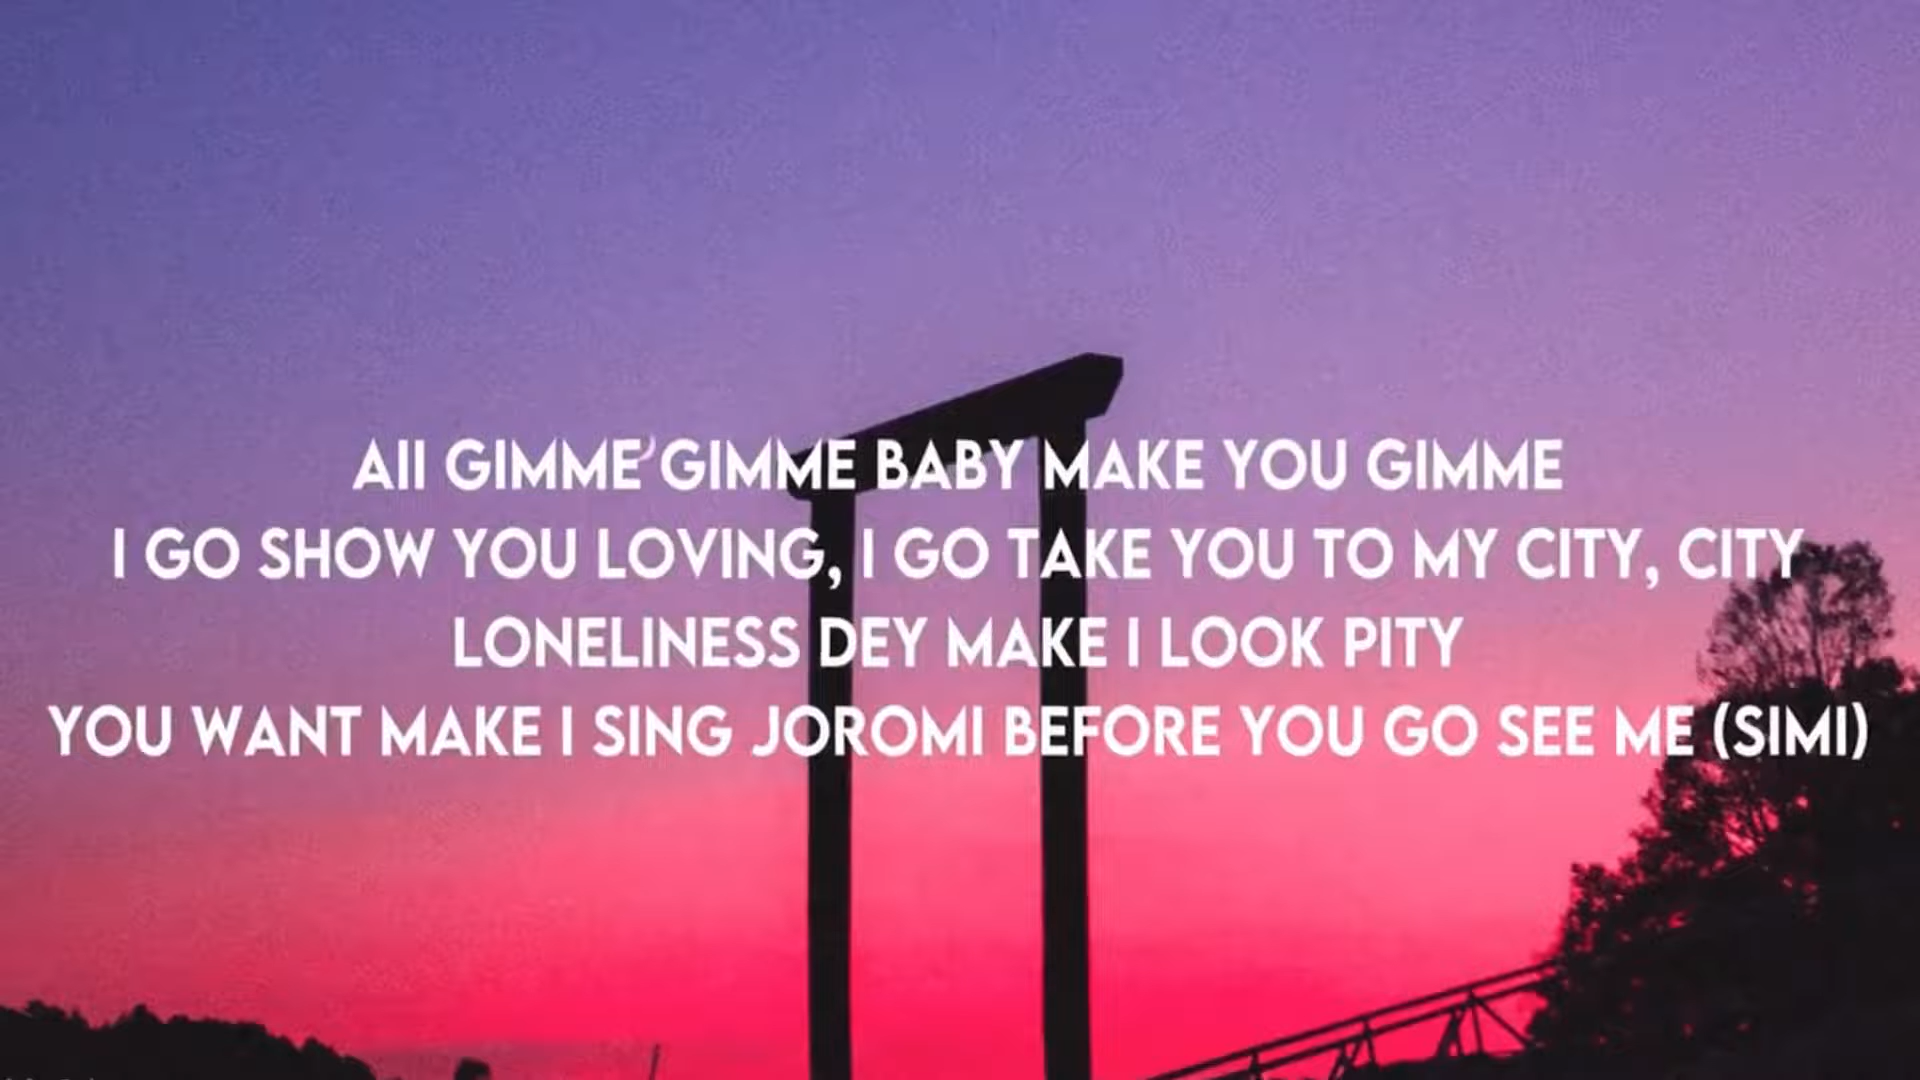 AII GIMME GIMME BABY MAKE YOU GIMME
I GO SHOW YOU LOVING, I GO TAKE YOU TO MY CITY, CITY
LONELINESS DEY MAKE I LOOK PITY
YOU WANT MAKE I SING JOROMI BEFORE YOU GO SEE ME (SIMI)